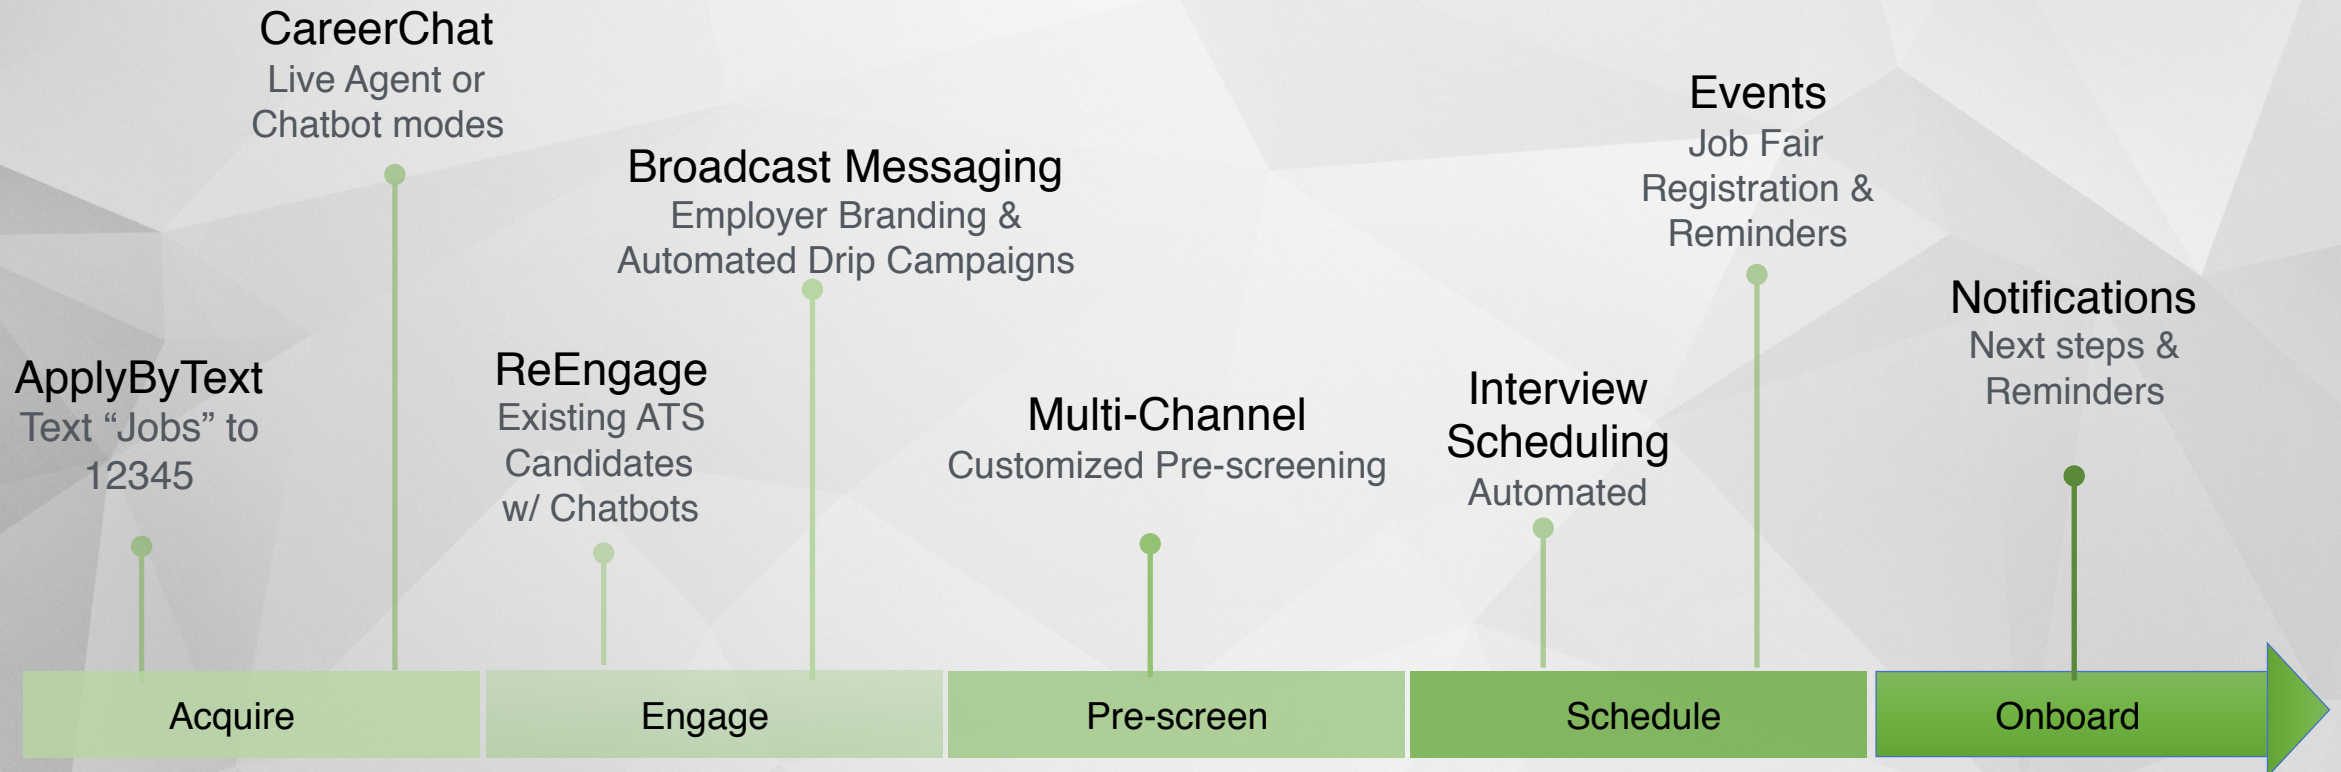 CareerChat
Live Agent or
Chatbot modes
ApplyByText
Text “Jobs” to
12345
ReEngage
Existing ATS
Candidates
w/ Chatbots
Broadcast Messaging
Employer Branding &
Automated Drip Campaigns
Multi-Channel
Customized Pre-screening
Interview
Scheduling
Automated
Events
Job Fair
Registration &
Reminders
Notifications
Next steps &
Reminders
Acquire
Engage
Pre-screen
Schedule
Onboard